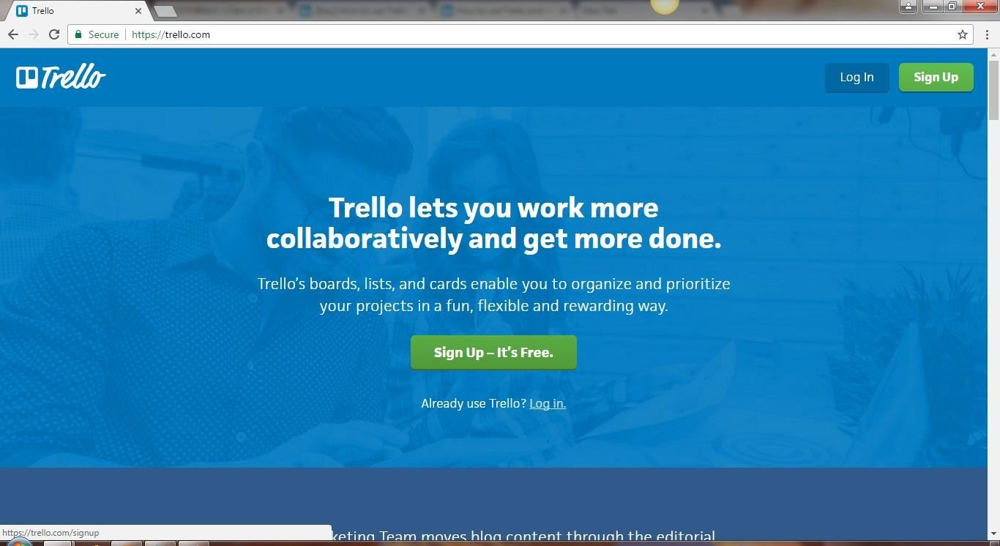 Trello
Secure
https://trello.com
Trello
Log In
Sign Up
Trello lets you work more
collaboratively and get more done.
Trello's boards, lists, and cards enable you to organize and prioritize
your projects in a fun, flexible and rewarding way.
Sign Up – It's Free.
Already use Trello? Log in.
Team moves blog content through the editorial
https://trello.com/signup